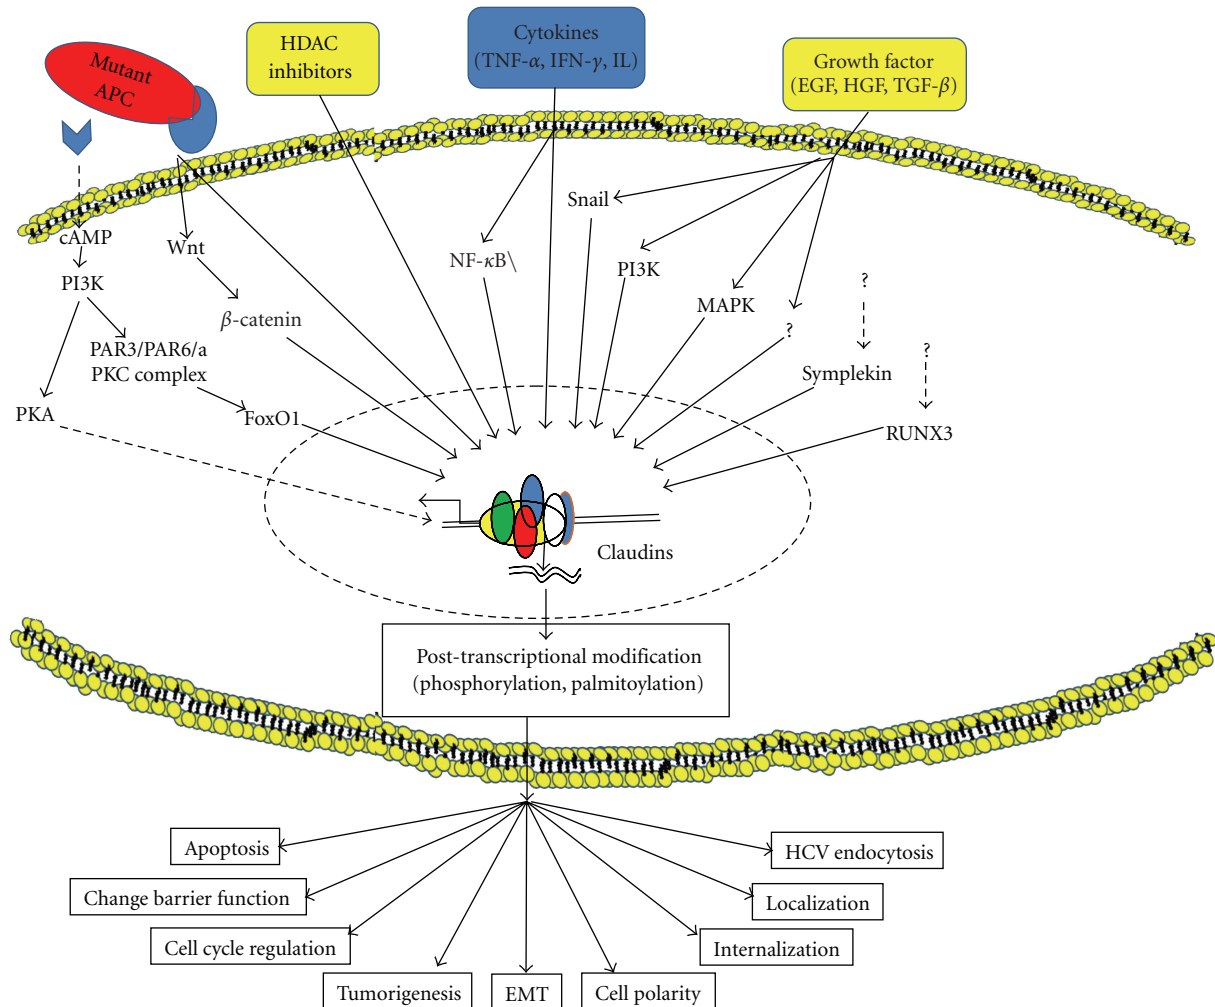 Mutant
APC
HDAC
inhibitors
Cytokines
(TNF-α, IFN-γ, IL)
Growth factor
(EGF, HGF, TGF-β)
cAMP
PI3K
PAR3/PAR6/a
PKC complex
PKA
Wnt
β-catenin
FoxO1
NF-κB\
Snail
PI3K
MAPK
?
?
Symplekin
?
RUNX3
Claudins
Post-transcriptional modification
(phosphorylation, palmitoylation)
Apoptosis
Change barrier function
Cell cycle regulation
Tumorigenesis
EMT
Cell polarity
Internalization
Localization
HCV endocytosis